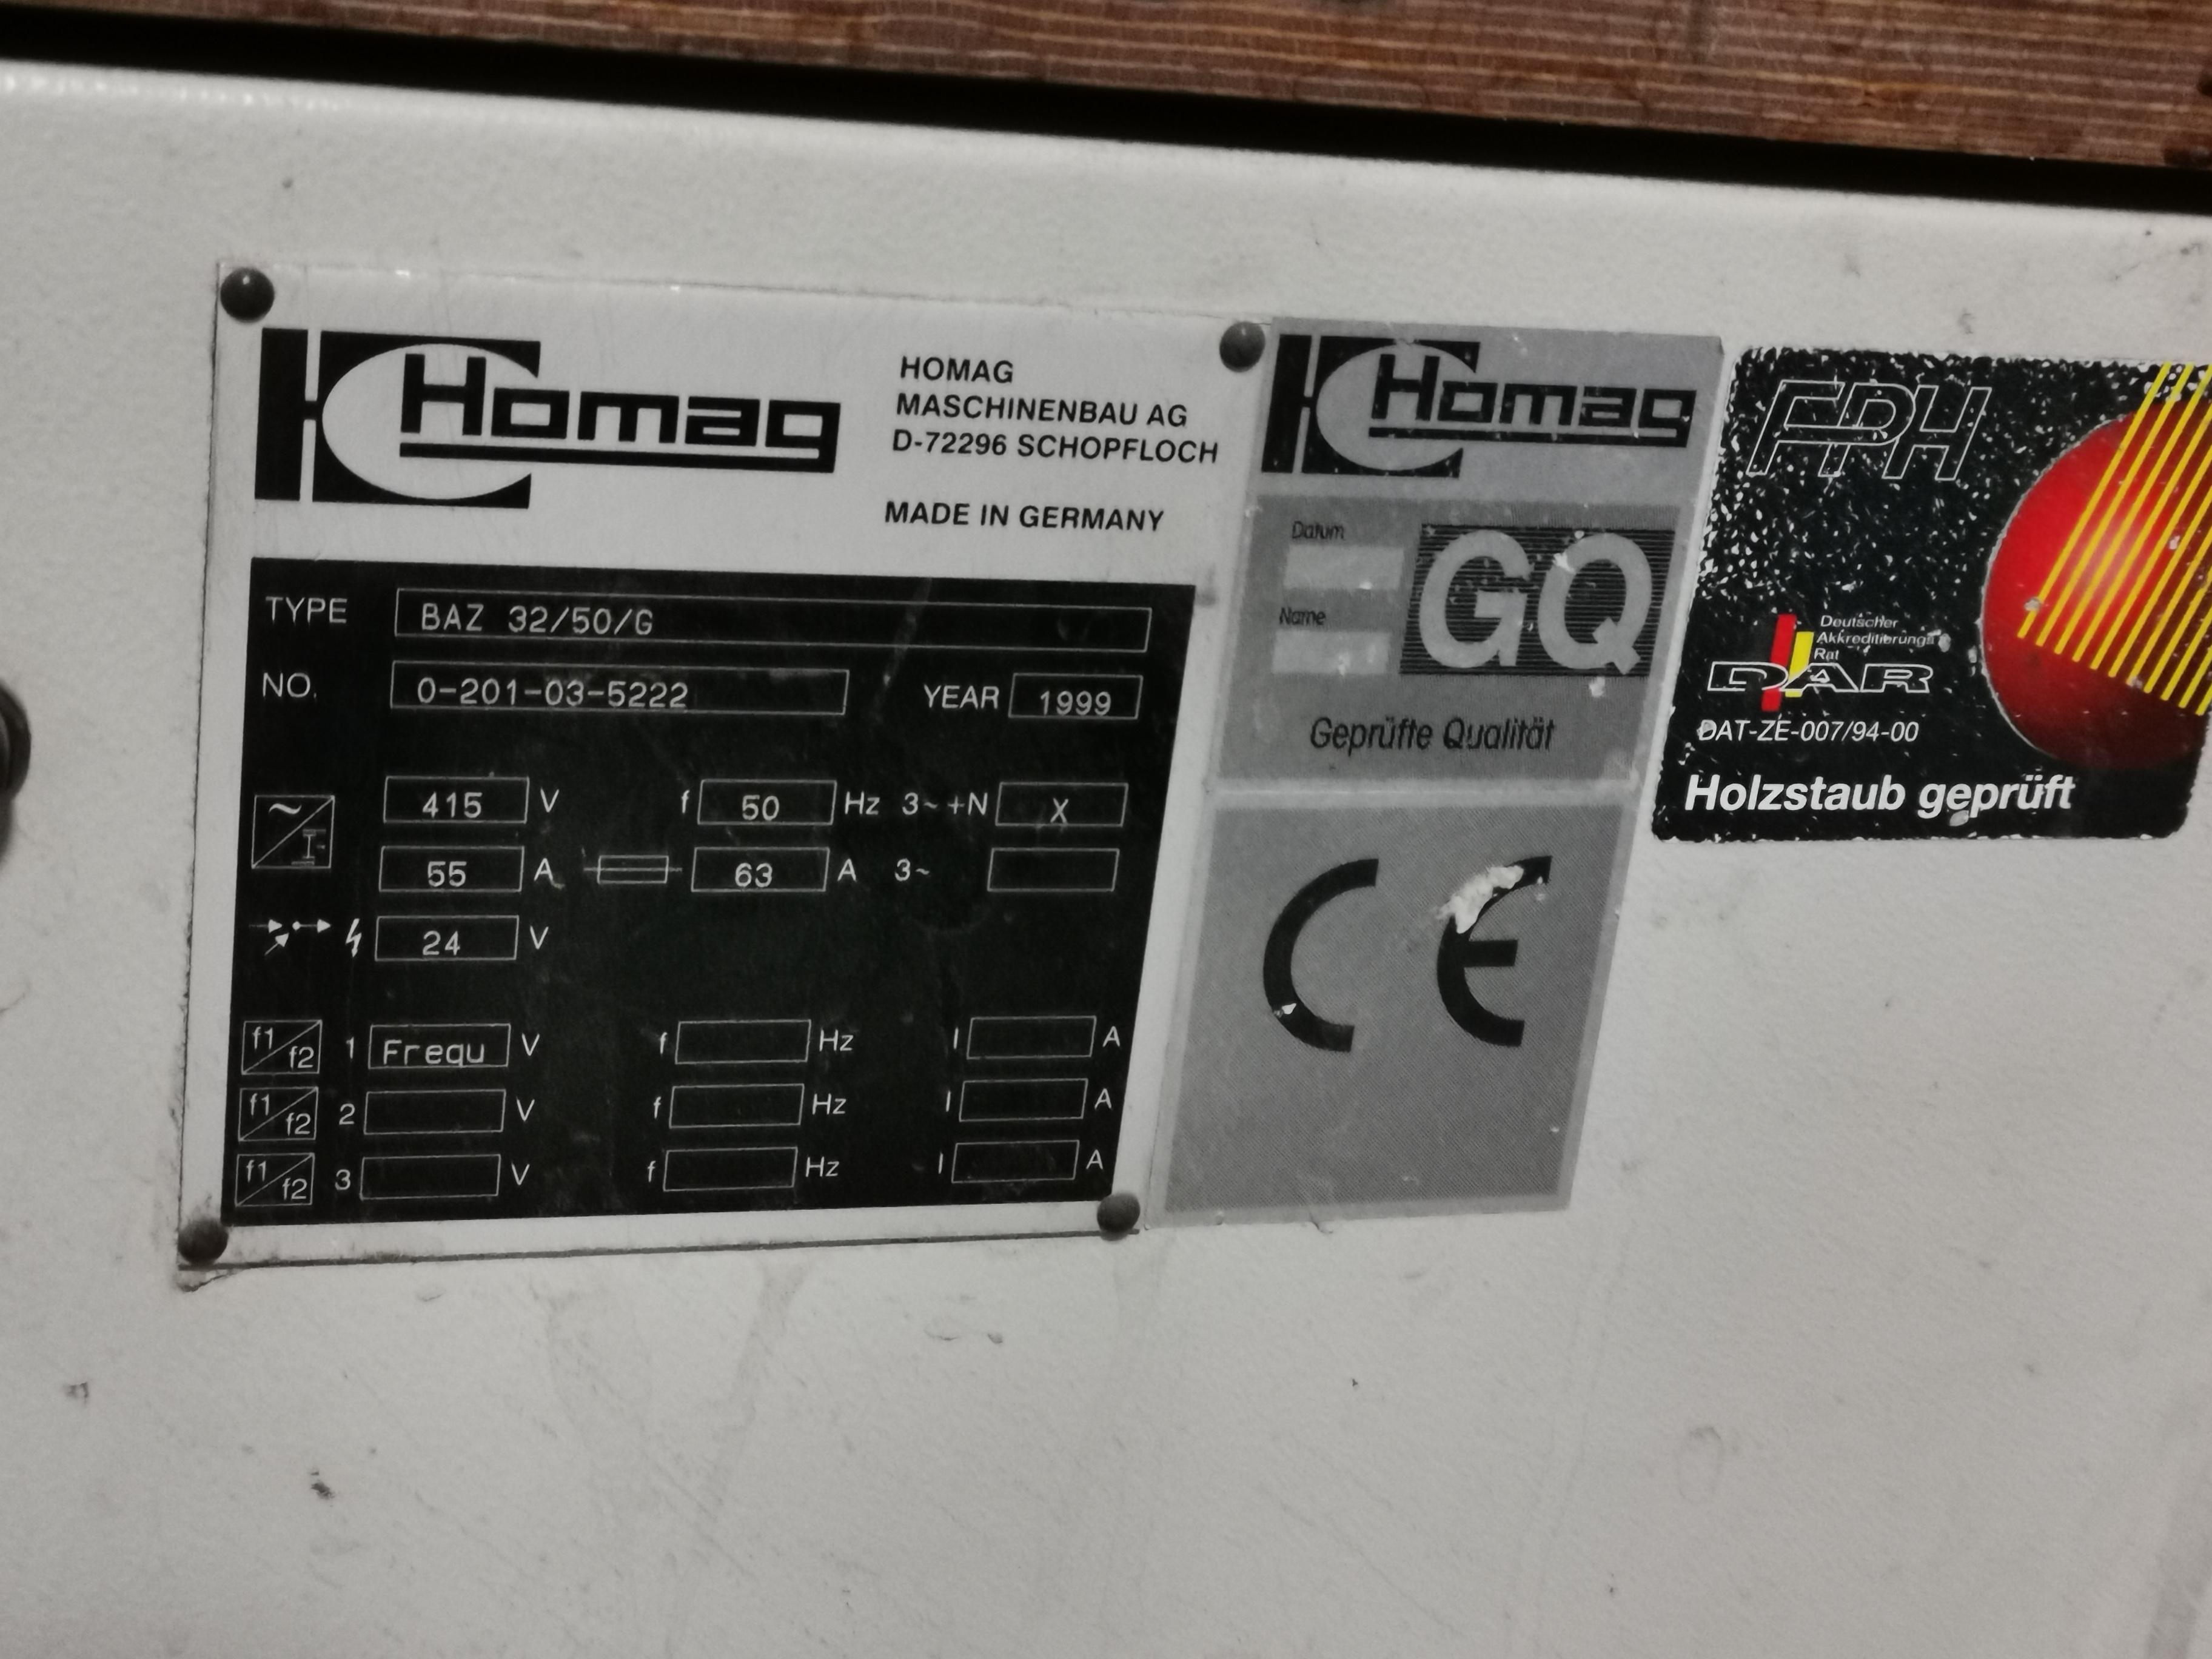 Homag
HOMAG
MASCHINENBAU AG
D-72296 SCHOPFLOCH
MADE IN GERMANY
TYPE BAZ 32/50/G
NO. 0-201-03-5222 YEAR 1999
415 V f 50 Hz 3~ +N X
55 A 63 A 3~
24 V
f1/f2 1 Frequ V f Hz I A
f1/f2 2 V f Hz I A
f1/f2 3 V f Hz I A
Homag
Datum
Name
GQ
Geprüfte Qualität
CE
FPH
Deutscher
Akkreditierungs
Rat
DAR
DAT-ZE-007/94-00
Holzstaub geprüft